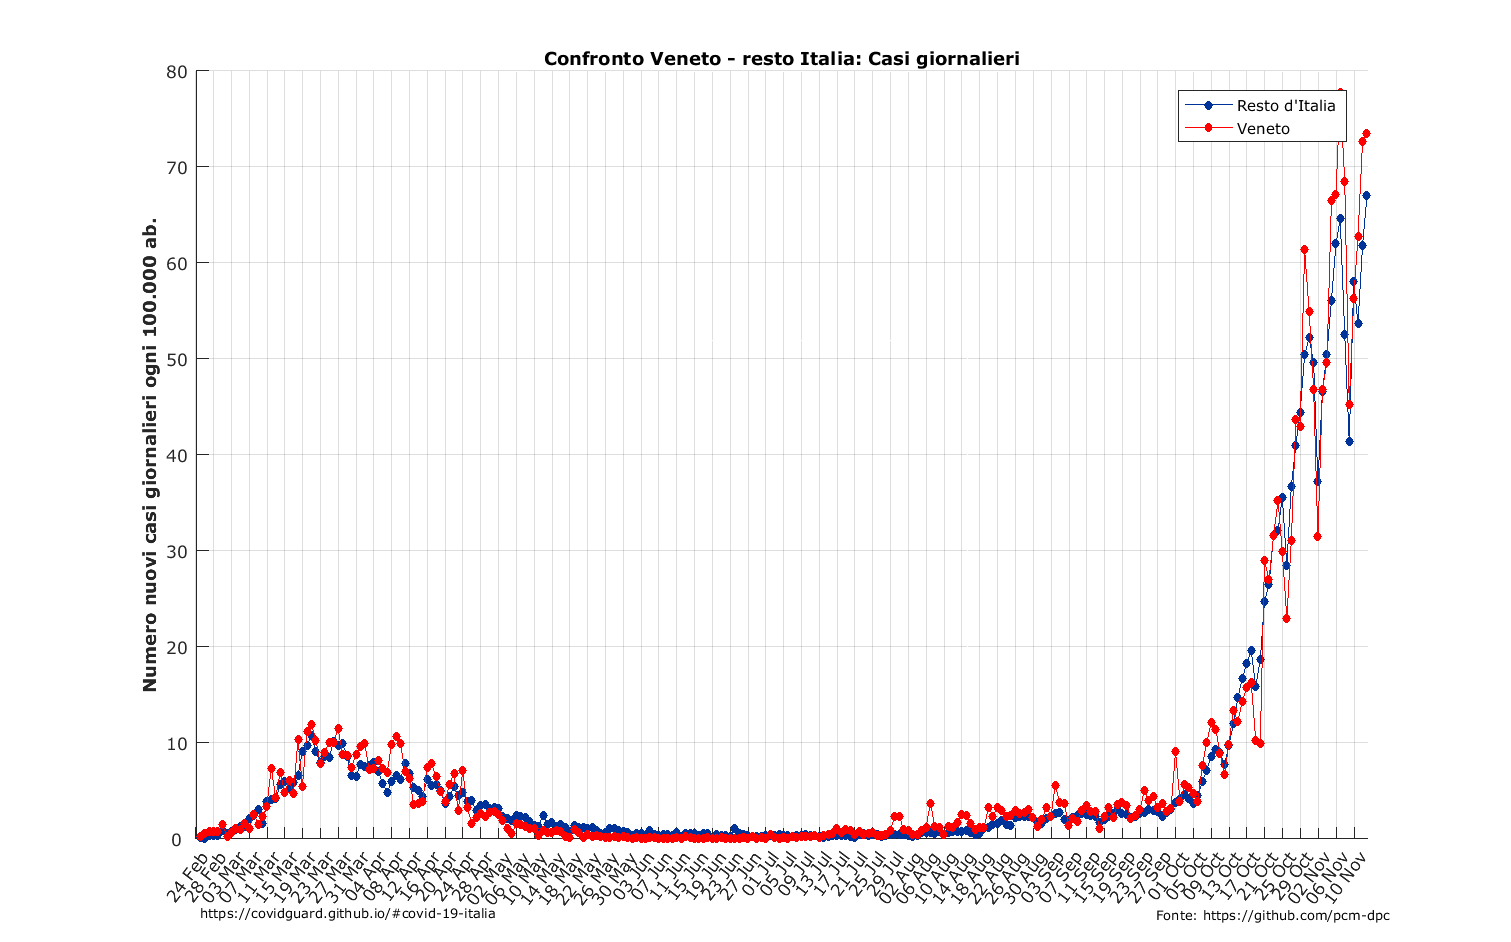 Confronto Veneto - resto Italia: Casi giornalieri
Resto d'Italia
Veneto
Numero nuovi casi giornalieri ogni 100.000 ab.
80
70
60
50
40
30
20
10
0
24 Feb
28 Feb
03 Mar
07 Mar
11 Mar
15 Mar
19 Mar
23 Mar
27 Mar
31 Mar
04 Apr
08 Apr
12 Apr
16 Apr
20 Apr
24 Apr
28 Apr
02 May
06 May
10 May
14 May
18 May
22 May
26 May
30 May
03 Jun
07 Jun
11 Jun
15 Jun
19 Jun
23 Jun
27 Jun
01 Jul
05 Jul
09 Jul
13 Jul
17 Jul
21 Jul
25 Jul
29 Jul
02 Aug
06 Aug
10 Aug
14 Aug
18 Aug
22 Aug
26 Aug
30 Aug
03 Sep
07 Sep
11 Sep
15 Sep
19 Sep
23 Sep
27 Sep
01 Oct
05 Oct
09 Oct
13 Oct
17 Oct
21 Oct
25 Oct
29 Oct
02 Nov
06 Nov
10 Nov
https://covidguard.github.io/#covid-19-italia
Fonte: https://github.com/pcm-dpc